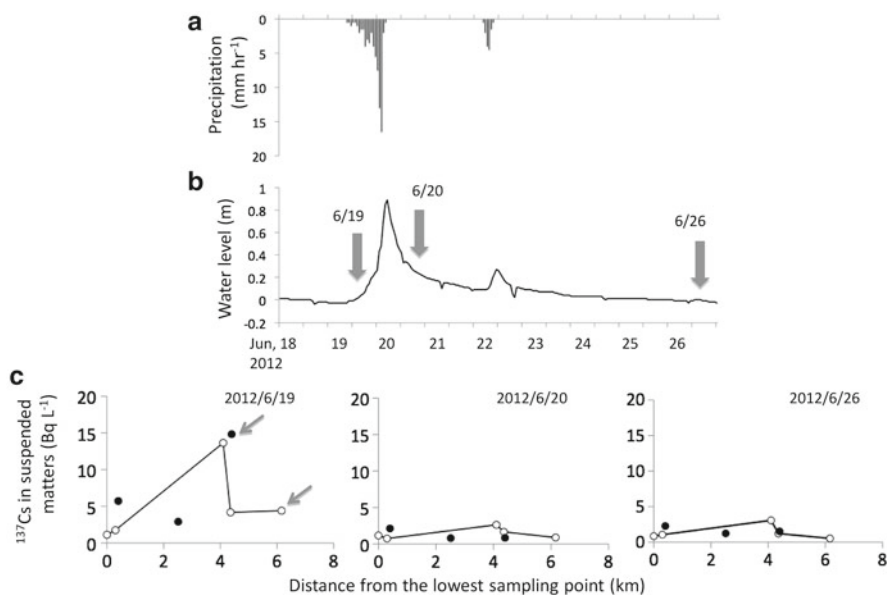 a
Precipitation
(mm hr⁻¹)
0
5
10
15
20
b
Water level (m)
1
0.8
0.6
0.4
0.2
0
-0.2
6/19
6/20
6/26
Jun, 18 19 20 21 22 23 24 25 26
2012
c
¹³⁷Cs in suspended
matters (Bq L⁻¹)
2012/6/19
20
15
10
5
0
0 2 4 6 8
2012/6/20
20
15
10
5
0
0 2 4 6 8
2012/6/26
20
15
10
5
0
0 2 4 6 8
Distance from the lowest sampling point (km)